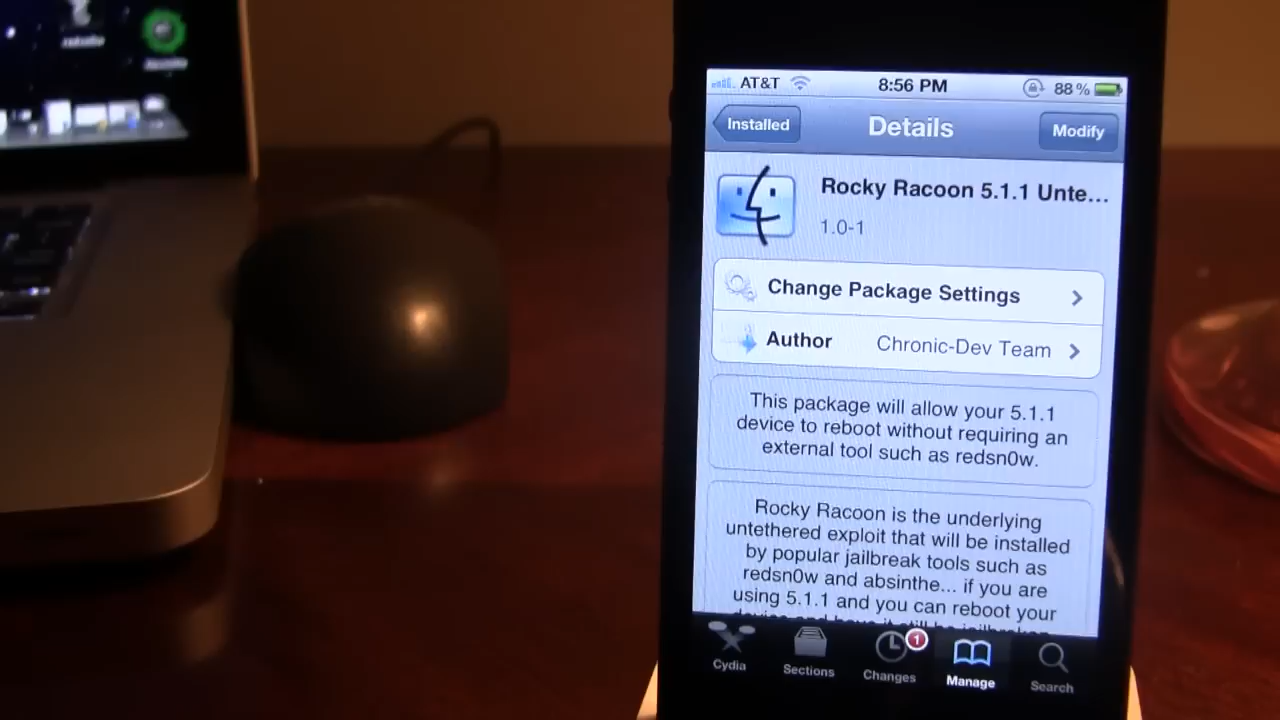 AT&T 8:56 PM 88%
Installed Details Modify
Rocky Racoon 5.1.1 Unte...
1.0-1
Change Package Settings
Author Chronic-Dev Team
This package will allow your 5.1.1
device to reboot without requiring an
external tool such as redsn0w.
Rocky Racoon is the underlying
untethered exploit that will be installed
by popular jailbreak tools such as
redsn0w and absinthe... if you are
using 5.1.1 and you can reboot your
1
Cydia Sections Changes Manage Search